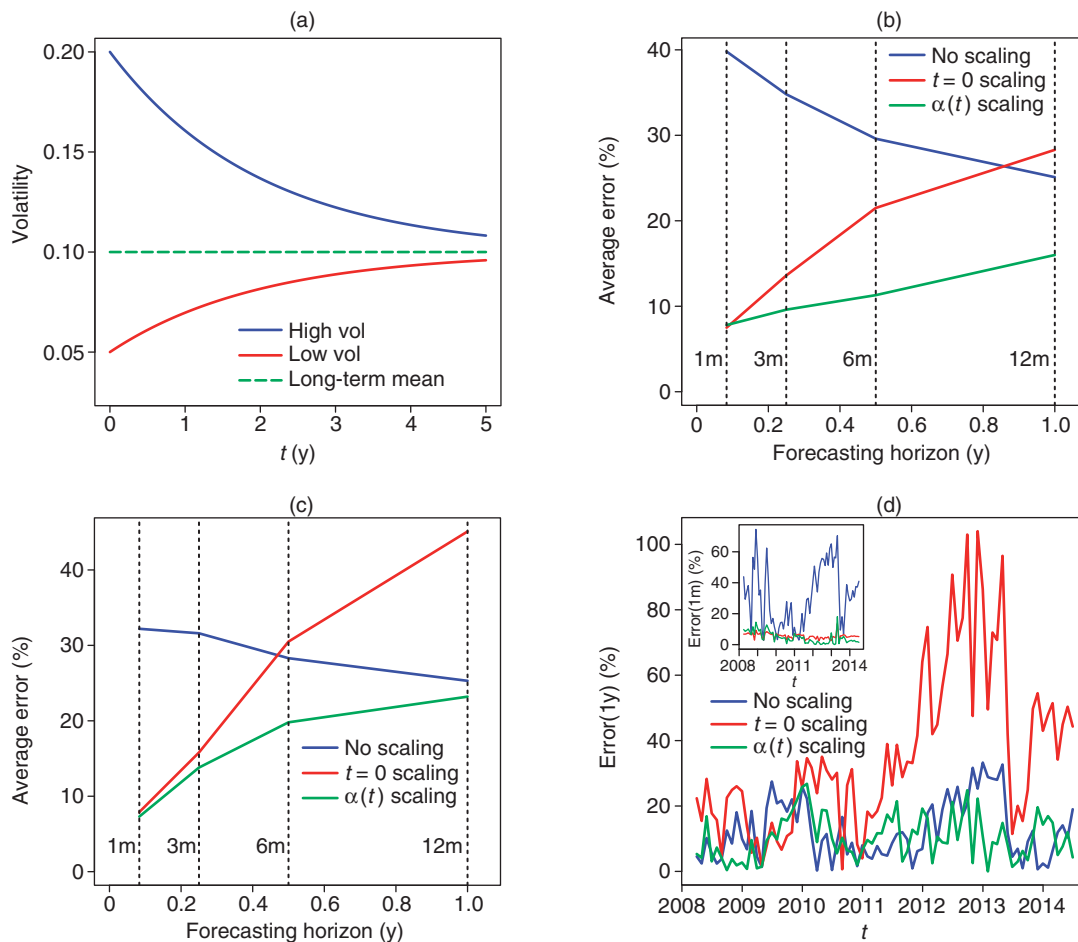 (a)
Volatility
0.20
0.15
0.10
0.05
High vol
Low vol
Long-term mean
0
1
2
3
4
5
t (y)
(b)
Average error (%)
40
30
20
10
0
No scaling
t = 0 scaling
α(t) scaling
1m
3m
6m
12m
0
0.2
0.4
0.6
0.8
1.0
Forecasting horizon (y)
(c)
Average error (%)
40
30
20
10
0
No scaling
t = 0 scaling
α(t) scaling
1m
3m
6m
12m
0
0.2
0.4
0.6
0.8
1.0
Forecasting horizon (y)
(d)
Error(1y) (%)
100
80
60
40
20
0
Error(1m) (%)
60
40
20
0
2008
2011
2014
t
No scaling
t = 0 scaling
α(t) scaling
2008
2009
2010
2011
2012
2013
2014
t